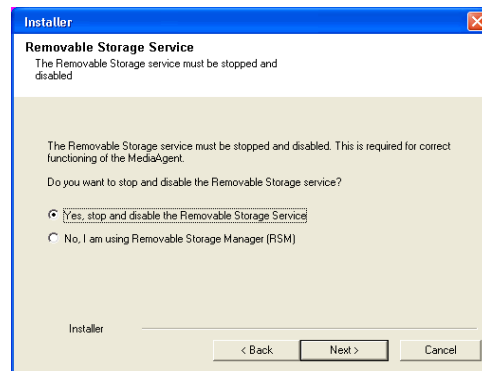 Installer
Removable Storage Service
The Removable Storage service must be stopped and
disabled
The Removable Storage service must be stopped and disabled. This is required for correct
functioning of the MediaAgent.
Do you want to stop and disable the Removable Storage service?
Yes, stop and disable the Removable Storage Service
No, I am using Removable Storage Manager (RSM)
Installer
< Back
Next >
Cancel